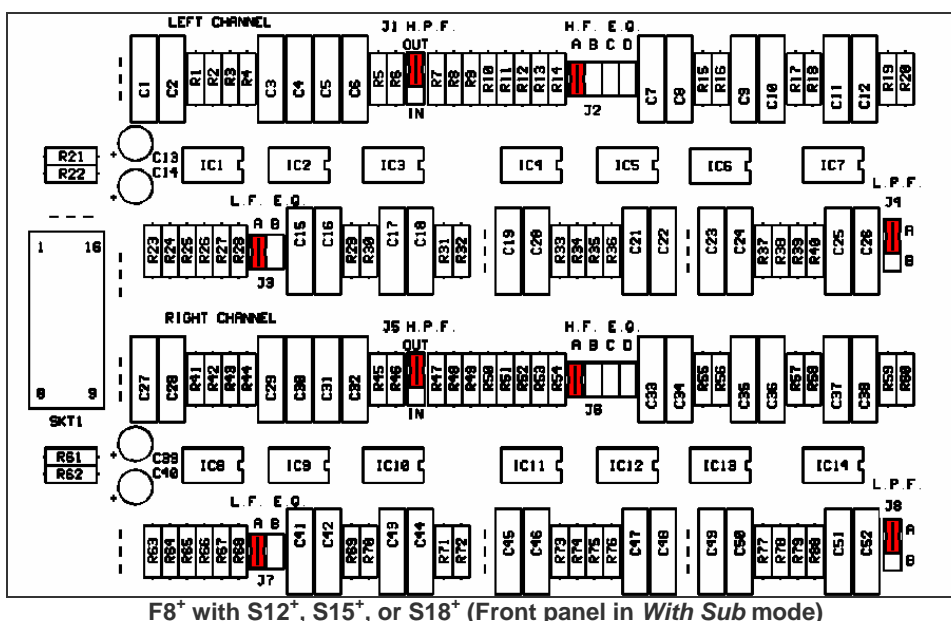 LEFT CHANNEL J1 H.P.F. H.F. E.Q.
OUT A B C D
C1 C2 R1 R2 R3 R4 C3 C4 C5 C6 R5 R6 R7 R8 R9 R10 R11 R12 R13 R14 C7 C8 R15 R16 C9 C10 R17 R18 C11 C12 R19 R20
IN J2
R21 + C13 IC1 IC2 IC3 IC4 IC5 IC6 IC7
R22 + C14
L.F. E.Q. L.P.F.
A B J4
1 16 R23 R24 R25 R26 R27 R28 C15 C16 R29 R30 C17 C18 R31 R32 C19 C20 R33 R34 R35 R36 C21 C22 C23 C24 R37 R38 R39 R40 C25 C26 A
B
J3
RIGHT CHANNEL J5 H.P.F. H.F. E.Q.
OUT A B C D
C27 C28 R41 R42 R43 R44 C29 C30 C31 C32 R45 R46 R47 R48 R49 R50 R51 R52 R53 R54 C33 C34 R55 R56 C35 C36 R57 R58 C37 C38 R59 R60
8 9 IN J6
SKT1
R61 + C39 IC8 IC9 IC10 IC11 IC12 IC13 IC14
R62 + C40
L.F. E.Q. L.P.F.
A B J8
R63 R64 R65 R66 R67 R68 C41 C42 R69 R70 C43 C44 R71 R72 C45 C46 R73 R74 R75 R76 C47 C48 C49 C50 R77 R78 R79 R80 C51 C52 A
B
J7
F8+ with S12+, S15+, or S18+ (Front panel in With Sub mode)